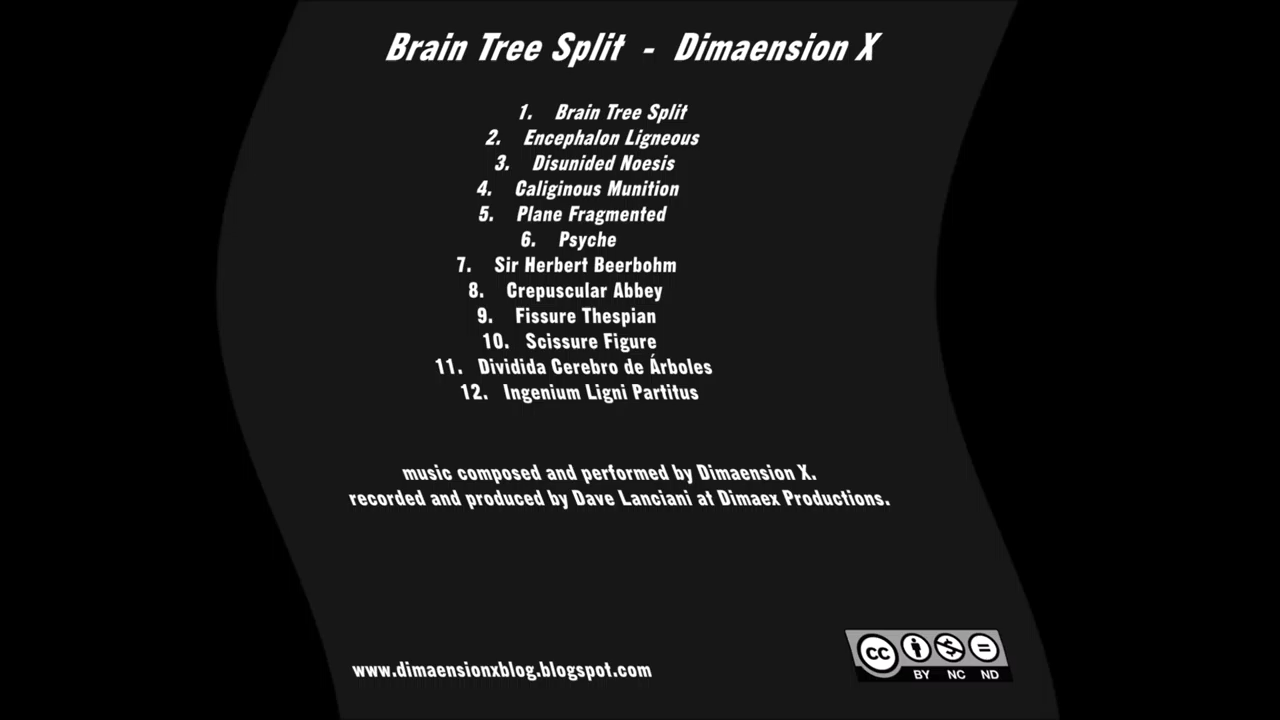 Brain Tree Split - Dimaension X
1. Brain Tree Split
2. Encephalon Ligneous
3. Disunided Noesis
4. Caliginous Munition
5. Plane Fragmented
6. Psyche
7. Sir Herbert Beerbohm
8. Crepuscular Abbey
9. Fissure Thespian
10. Scissure Figure
11. Dividida Cerebro de Árboles
12. Ingenium Ligni Partitus
music composed and performed by Dimaension X.
recorded and produced by Dave Lanciani at Dimaex Productions.
www.dimaensionxblog.blogspot.com
CC
BY NC ND